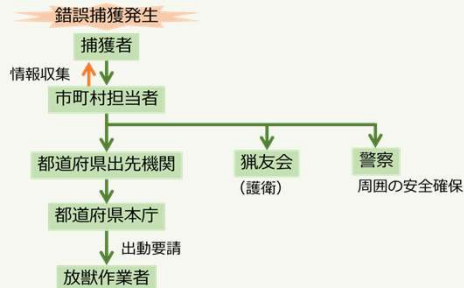 錯誤捕獲発生
捕獲者
情報収集
市町村担当者
都道府県出先機関
猟友会
警察
(護衛)
周囲の安全確保
都道府県本庁
出動要請
放獣作業者